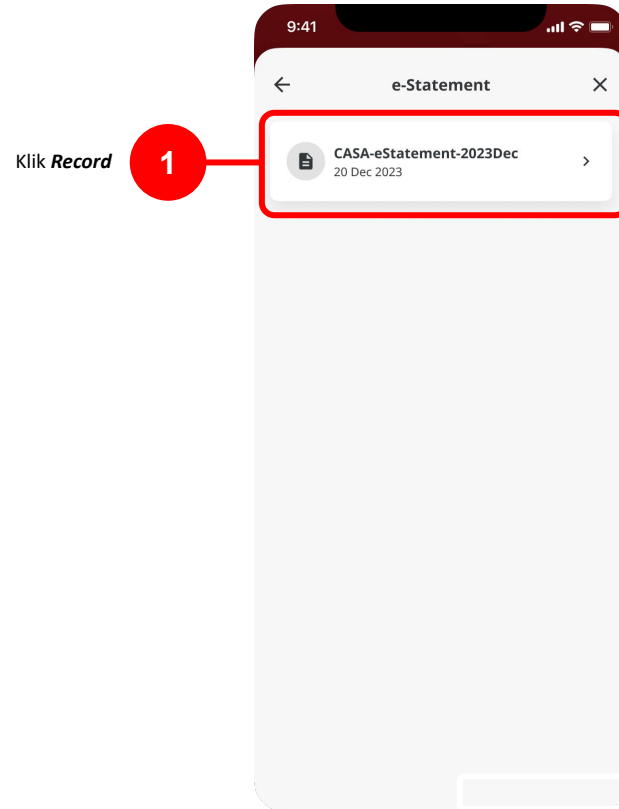 9:41
e-Statement
Klik Record
1
CASA-eStatement-2023Dec
20 Dec 2023